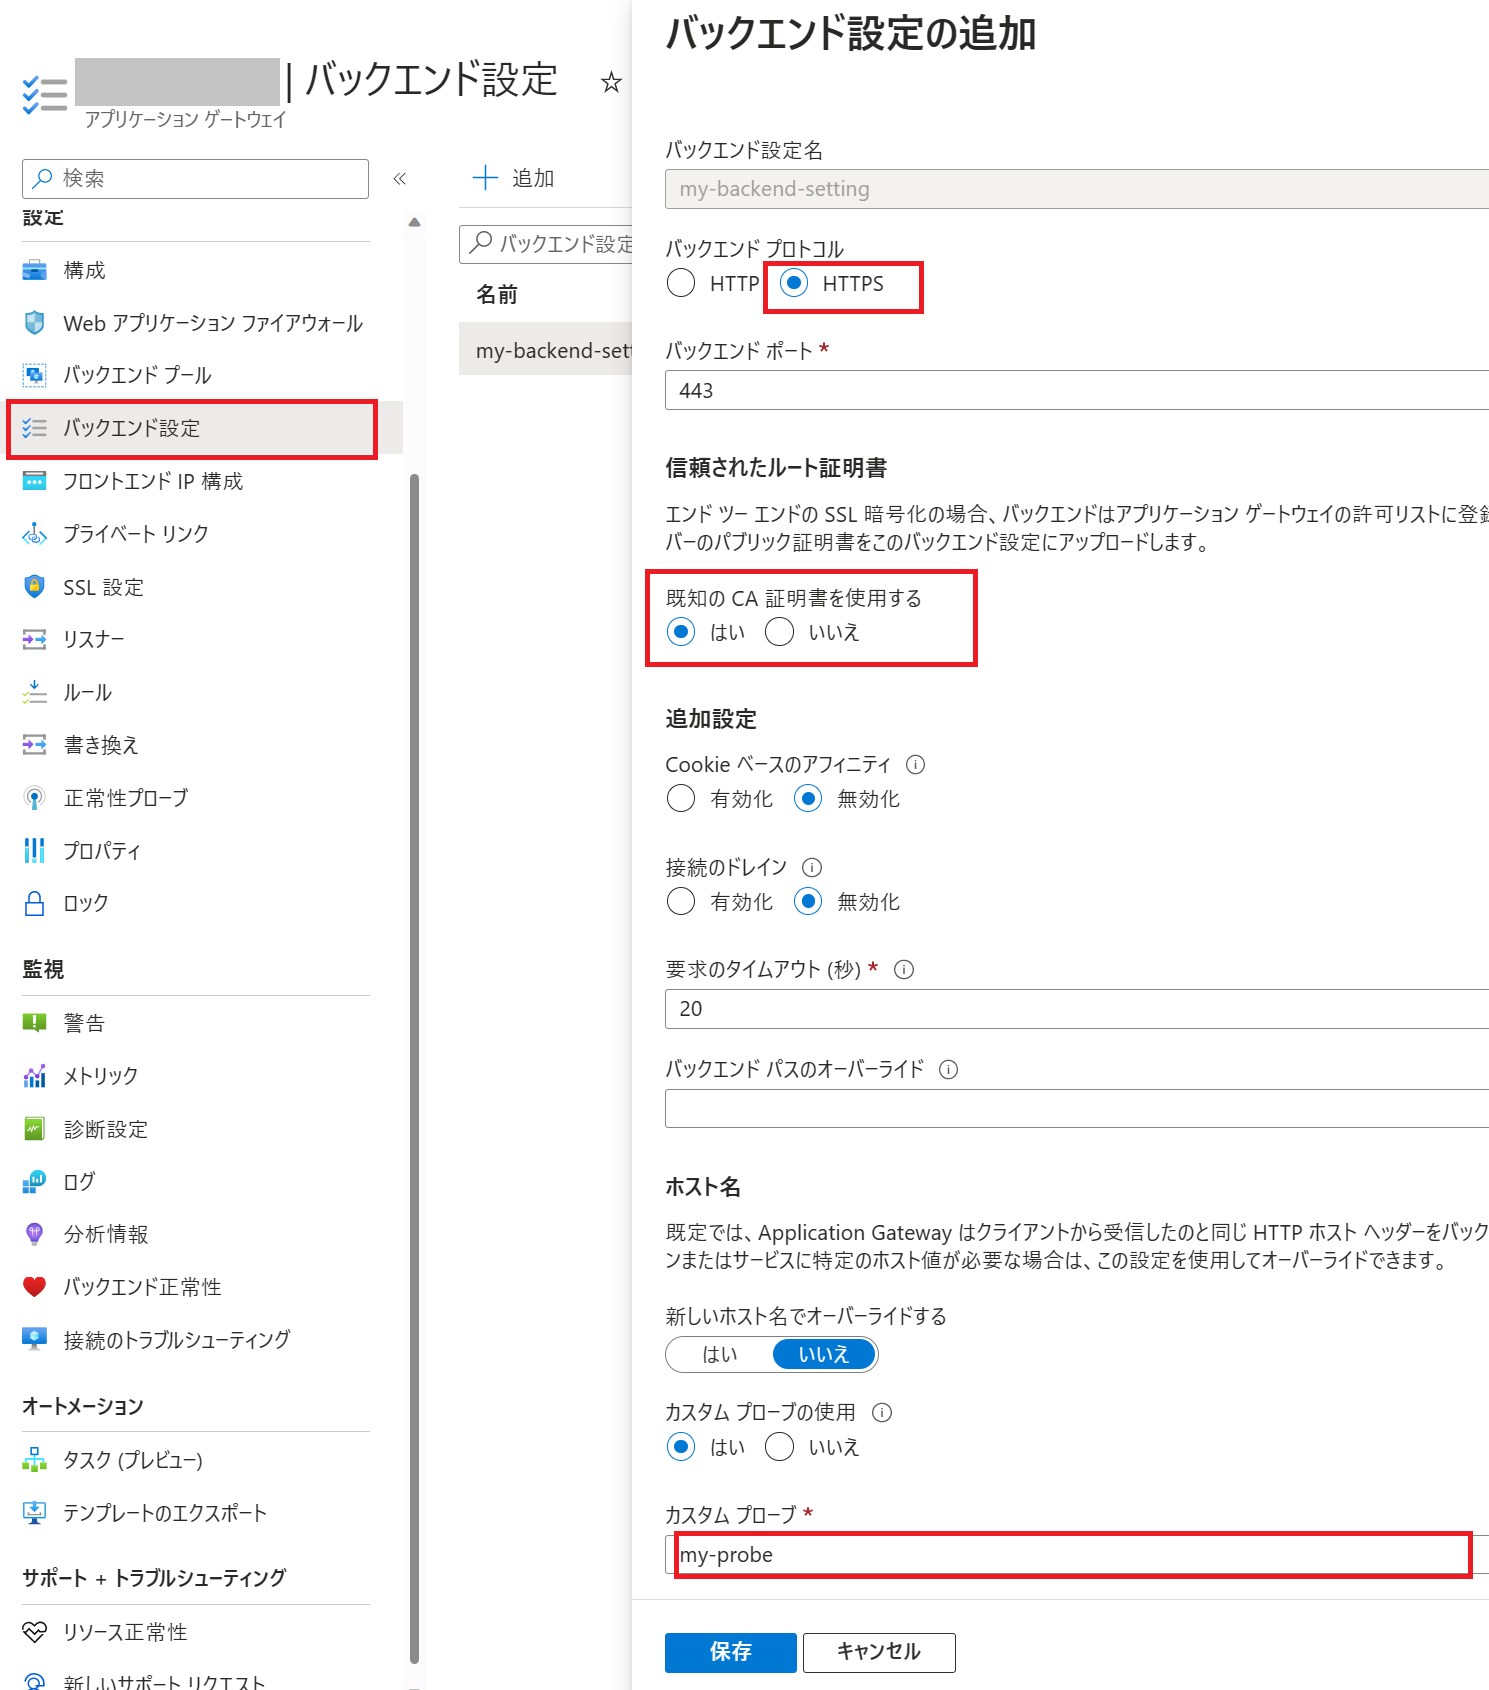 | バックエンド設定
アプリケーション ゲートウェイ
検索
設定
構成
Web アプリケーション ファイアウォール
バックエンド プール
バックエンド設定
フロントエンド IP 構成
プライベート リンク
SSL 設定
リスナー
ルール
書き換え
正常性プローブ
プロパティ
ロック
監視
警告
メトリック
診断設定
ログ
分析情報
バックエンド正常性
接続のトラブルシューティング
オートメーション
タスク (プレビュー)
テンプレートのエクスポート
サポート + トラブルシューティング
リソース正常性
新しいサポート リクエスト
追加
バックエンド設定
名前
my-backend-sett
バックエンド設定の追加
バックエンド設定名
my-backend-setting
バックエンド プロトコル
HTTP HTTPS
バックエンド ポート *
443
信頼されたルート証明書
エンド ツー エンドの SSL 暗号化の場合、バックエンドはアプリケーション ゲートウェイの許可リストに登録
バーのパブリック証明書をこのバックエンド設定にアップロードします。
既知の CA 証明書を使用する
はい いいえ
追加設定
Cookie ベースのアフィニティ
有効化 無効化
接続のドレイン
有効化 無効化
要求のタイムアウト (秒) *
20
バックエンド パスのオーバーライド
ホスト名
既定では、Application Gateway はクライアントから受信したのと同じ HTTP ホスト ヘッダーをバック
ンまたはサービスに特定のホスト値が必要な場合は、この設定を使用してオーバーライドできます。
新しいホスト名でオーバーライドする
はい いいえ
カスタム プローブの使用
はい いいえ
カスタム プローブ *
my-probe
保存 キャンセル